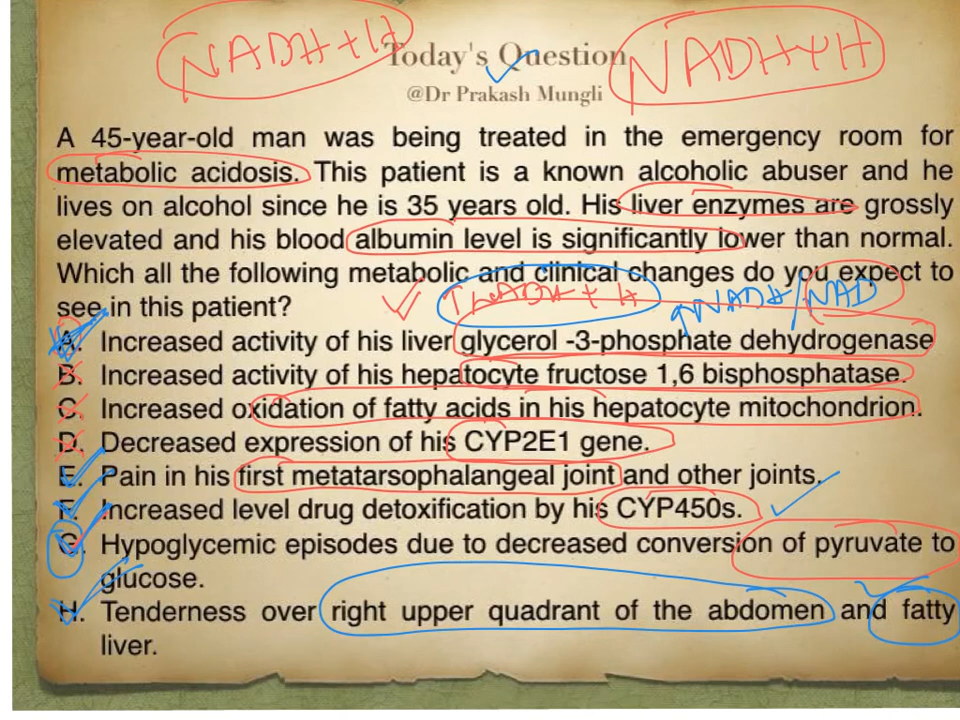 NADH+H
NADH+H
Today's Question
@Dr Prakash Mungli
A 45-year-old man was being treated in the emergency room for
metabolic acidosis. This patient is a known alcoholic abuser and he
lives on alcohol since he is 35 years old. His liver enzymes are grossly
elevated and his blood albumin level is significantly lower than normal.
Which all the following metabolic and clinical changes do you expect to
see in this patient?
↑NADH + H
↑NADH/NAD
A. Increased activity of his liver glycerol -3-phosphate dehydrogenase
B. Increased activity of his hepatocyte fructose 1,6 bisphosphatase.
C. Increased oxidation of fatty acids in his hepatocyte mitochondrion.
D. Decreased expression of his CYP2E1 gene.
E. Pain in his first metatarsophalangeal joint and other joints.
F. Increased level drug detoxification by his CYP450s.
G. Hypoglycemic episodes due to decreased conversion of pyruvate to
glucose.
H. Tenderness over right upper quadrant of the abdomen and fatty
liver.